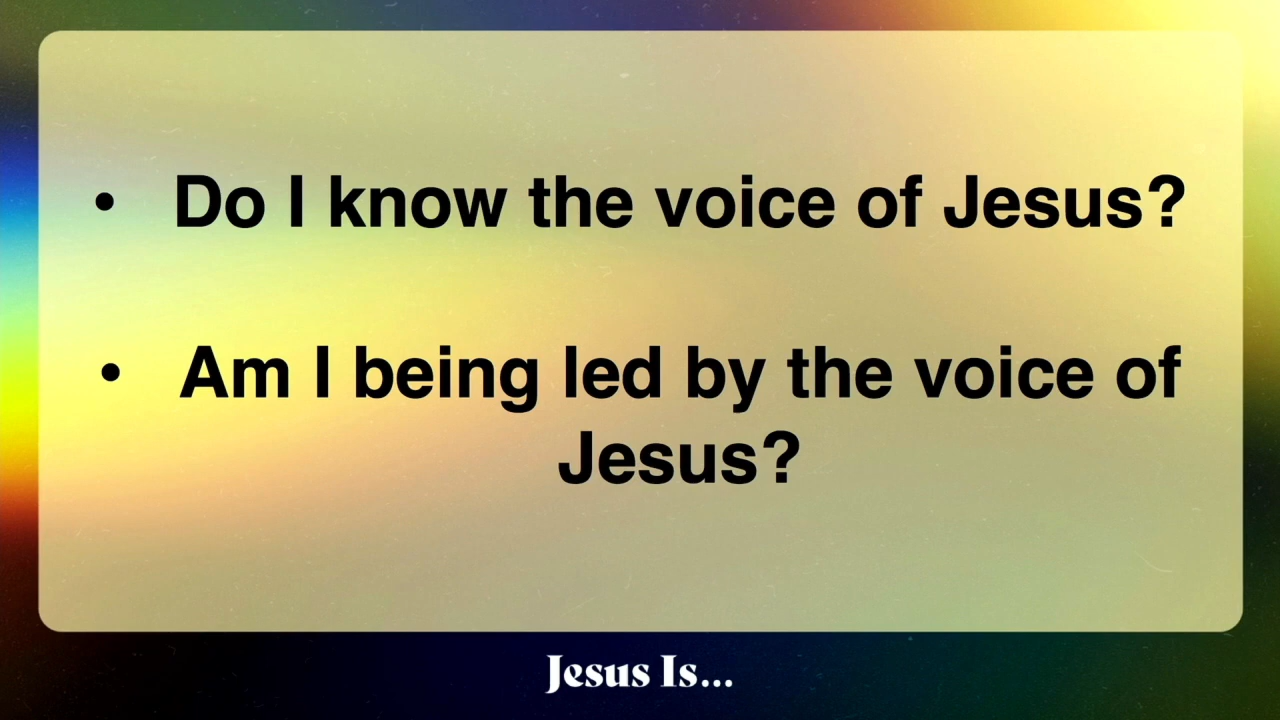 • Do I know the voice of Jesus?
• Am I being led by the voice of
Jesus?
Jesus Is...